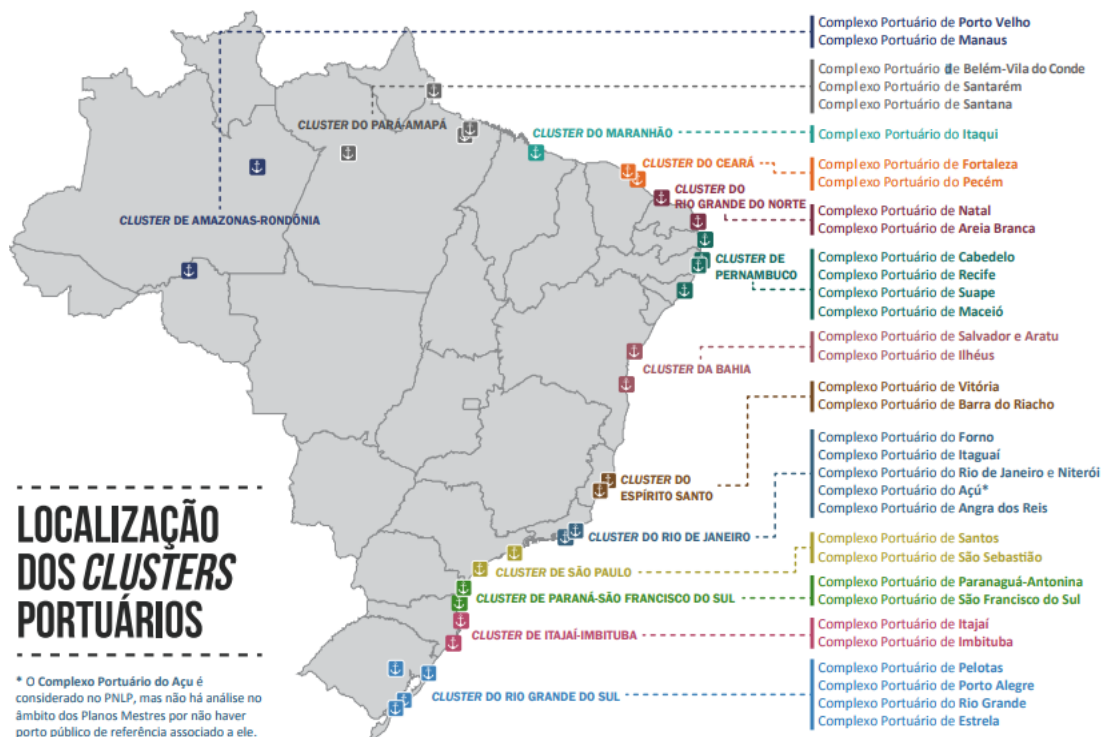 Complexo Portuário de Porto Velho
Complexo Portuário de Manaus
Complexo Portuário de Belém-Vila do Conde
Complexo Portuário de Santarém
Complexo Portuário de Santana
CLUSTER DO PARÁ-AMAPÁ
CLUSTER DO MARANHÃO
Complexo Portuário do Itaqui
CLUSTER DO CEARÁ
Complexo Portuário de Fortaleza
Complexo Portuário do Pecém
CLUSTER DO
RIO GRANDE DO NORTE
Complexo Portuário de Natal
Complexo Portuário de Areia Branca
CLUSTER DE AMAZONAS-RONDÔNIA
CLUSTER DE
PERNAMBUCO
Complexo Portuário de Cabedelo
Complexo Portuário de Recife
Complexo Portuário de Suape
Complexo Portuário de Maceió
CLUSTER DA BAHIA
Complexo Portuário de Salvador e Aratu
Complexo Portuário de Ilhéus
Complexo Portuário de Vitória
Complexo Portuário de Barra do Riacho
CLUSTER DO
ESPÍRITO SANTO
Complexo Portuário do Forno
Complexo Portuário de Itaguaí
Complexo Portuário do Rio de Janeiro e Niterói
Complexo Portuário do Açú*
Complexo Portuário de Angra dos Reis
CLUSTER DO RIO DE JANEIRO
Complexo Portuário de Santos
Complexo Portuário de São Sebastião
CLUSTER DE SÃO PAULO
Complexo Portuário de Paranaguá-Antonina
Complexo Portuário de São Francisco do Sul
CLUSTER DE PARANÁ-SÃO FRANCISCO DO SUL
Complexo Portuário de Itajaí
Complexo Portuário de Imbituba
CLUSTER DE ITAJAÍ-IMBITUBA
Complexo Portuário de Pelotas
Complexo Portuário de Porto Alegre
Complexo Portuário do Rio Grande
Complexo Portuário de Estrela
CLUSTER DO RIO GRANDE DO SUL
LOCALIZAÇÃO
DOS CLUSTERS
PORTUÁRIOS
* O Complexo Portuário do Açu é
considerado no PNLP, mas não há análise no
âmbito dos Planos Mestres por não haver
porto público de referência associado a ele.